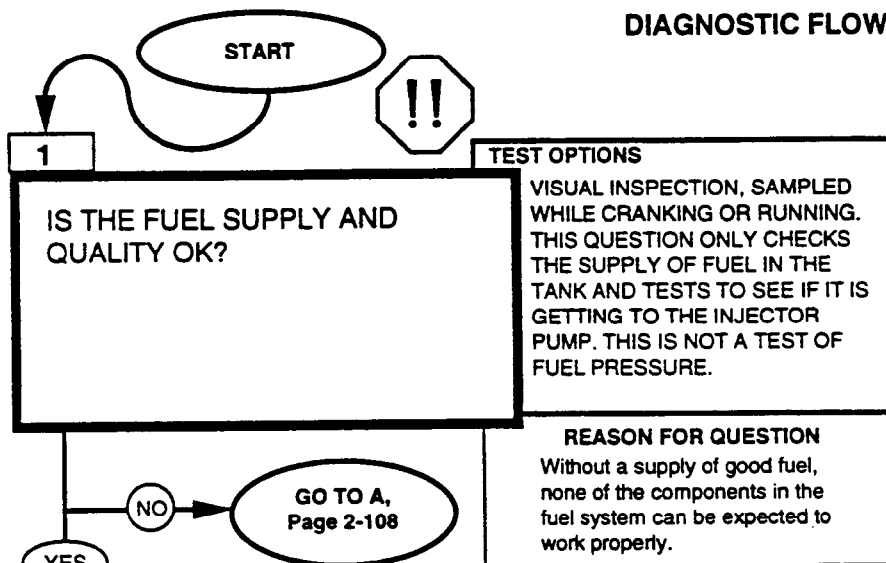 DIAGNOSTIC FLOW
START
!!
1
IS THE FUEL SUPPLY AND
QUALITY OK?
TEST OPTIONS
VISUAL INSPECTION, SAMPLED
WHILE CRANKING OR RUNNING.
THIS QUESTION ONLY CHECKS
THE SUPPLY OF FUEL IN THE
TANK AND TESTS TO SEE IF IT IS
GETTING TO THE INJECTOR
PUMP. THIS IS NOT A TEST OF
FUEL PRESSURE.
REASON FOR QUESTION
Without a supply of good fuel,
none of the components in the
fuel system can be expected to
work properly.
NO
GO TO A,
Page 2-108
YES